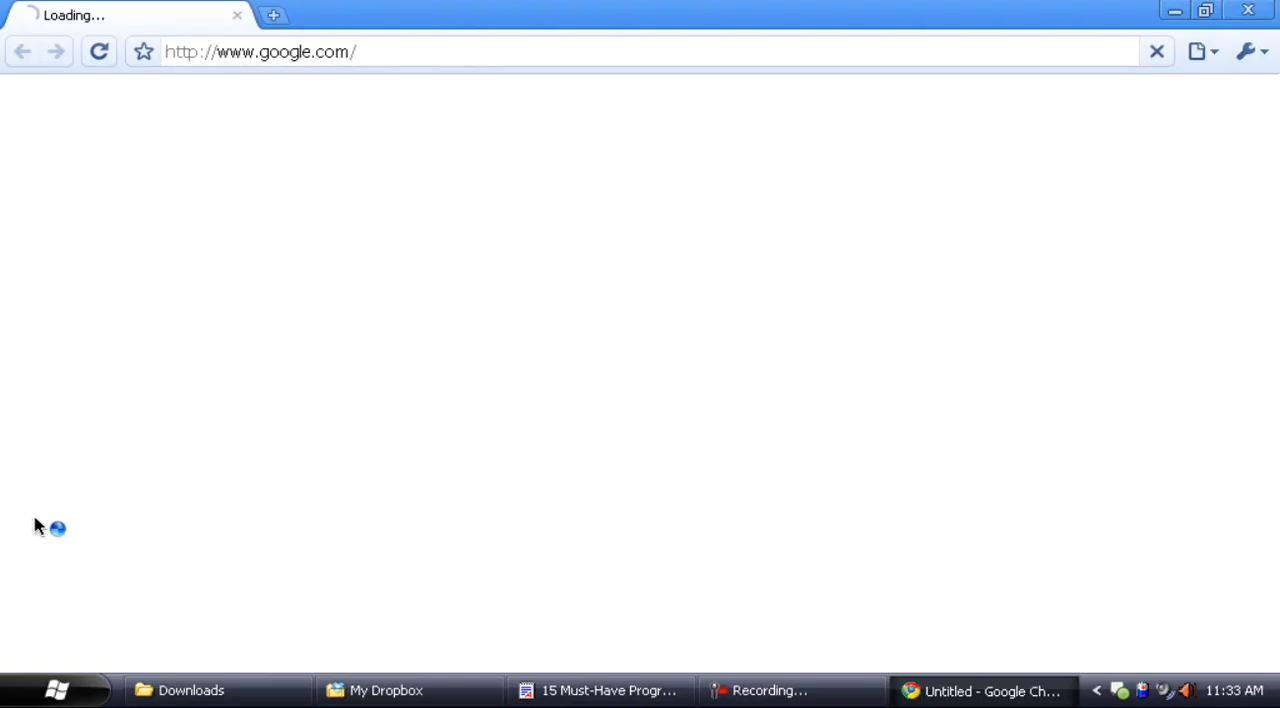 Loading...
http://www.google.com/
Downloads
My Dropbox
15 Must-Have Progr...
Recording...
Untitled - Google Ch...
11:33 AM